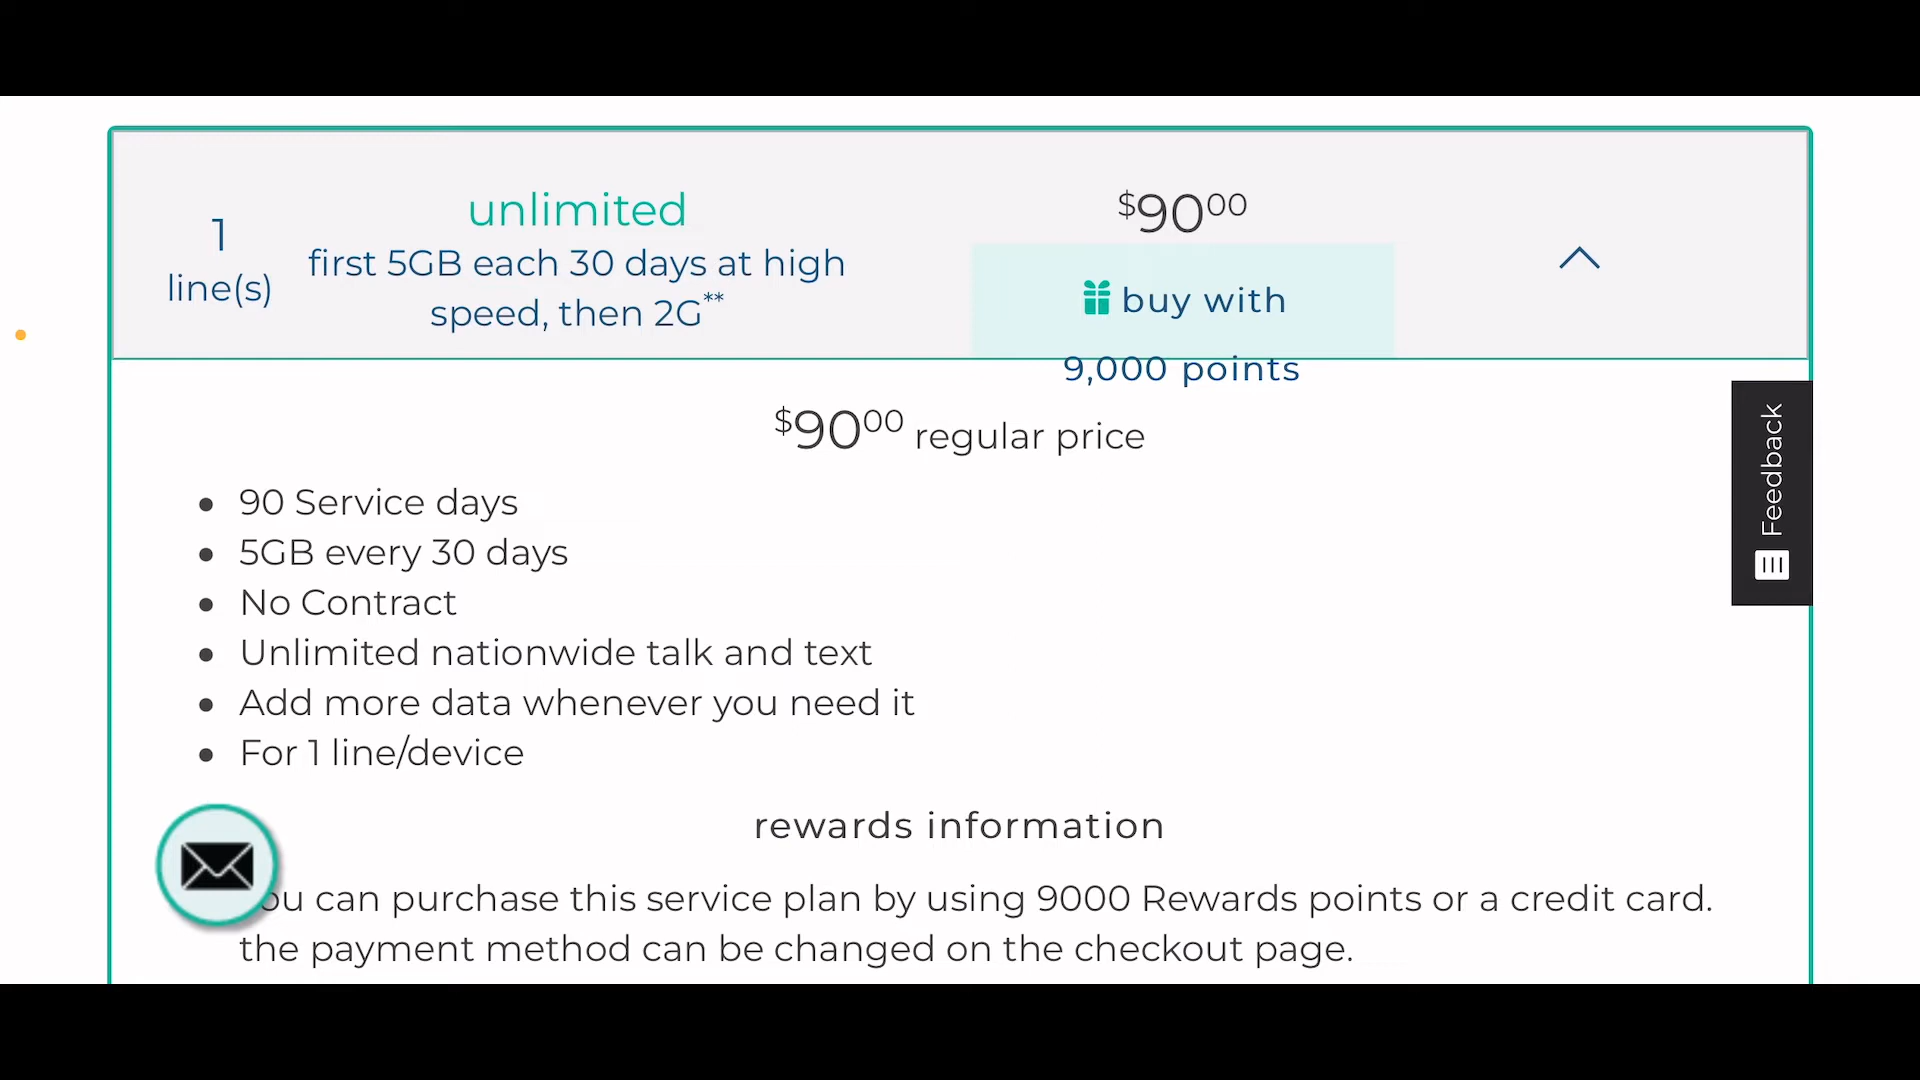 1
line(s)
unlimited
first 5GB each 30 days at high
speed, then 2G**
$9000
buy with
9,000 points
$9000 regular price
Feedback
90 Service days
5GB every 30 days
No Contract
Unlimited nationwide talk and text
Add more data whenever you need it
For 1 line/device
rewards information
ou can purchase this service plan by using 9000 Rewards points or a credit card.
the payment method can be changed on the checkout page.